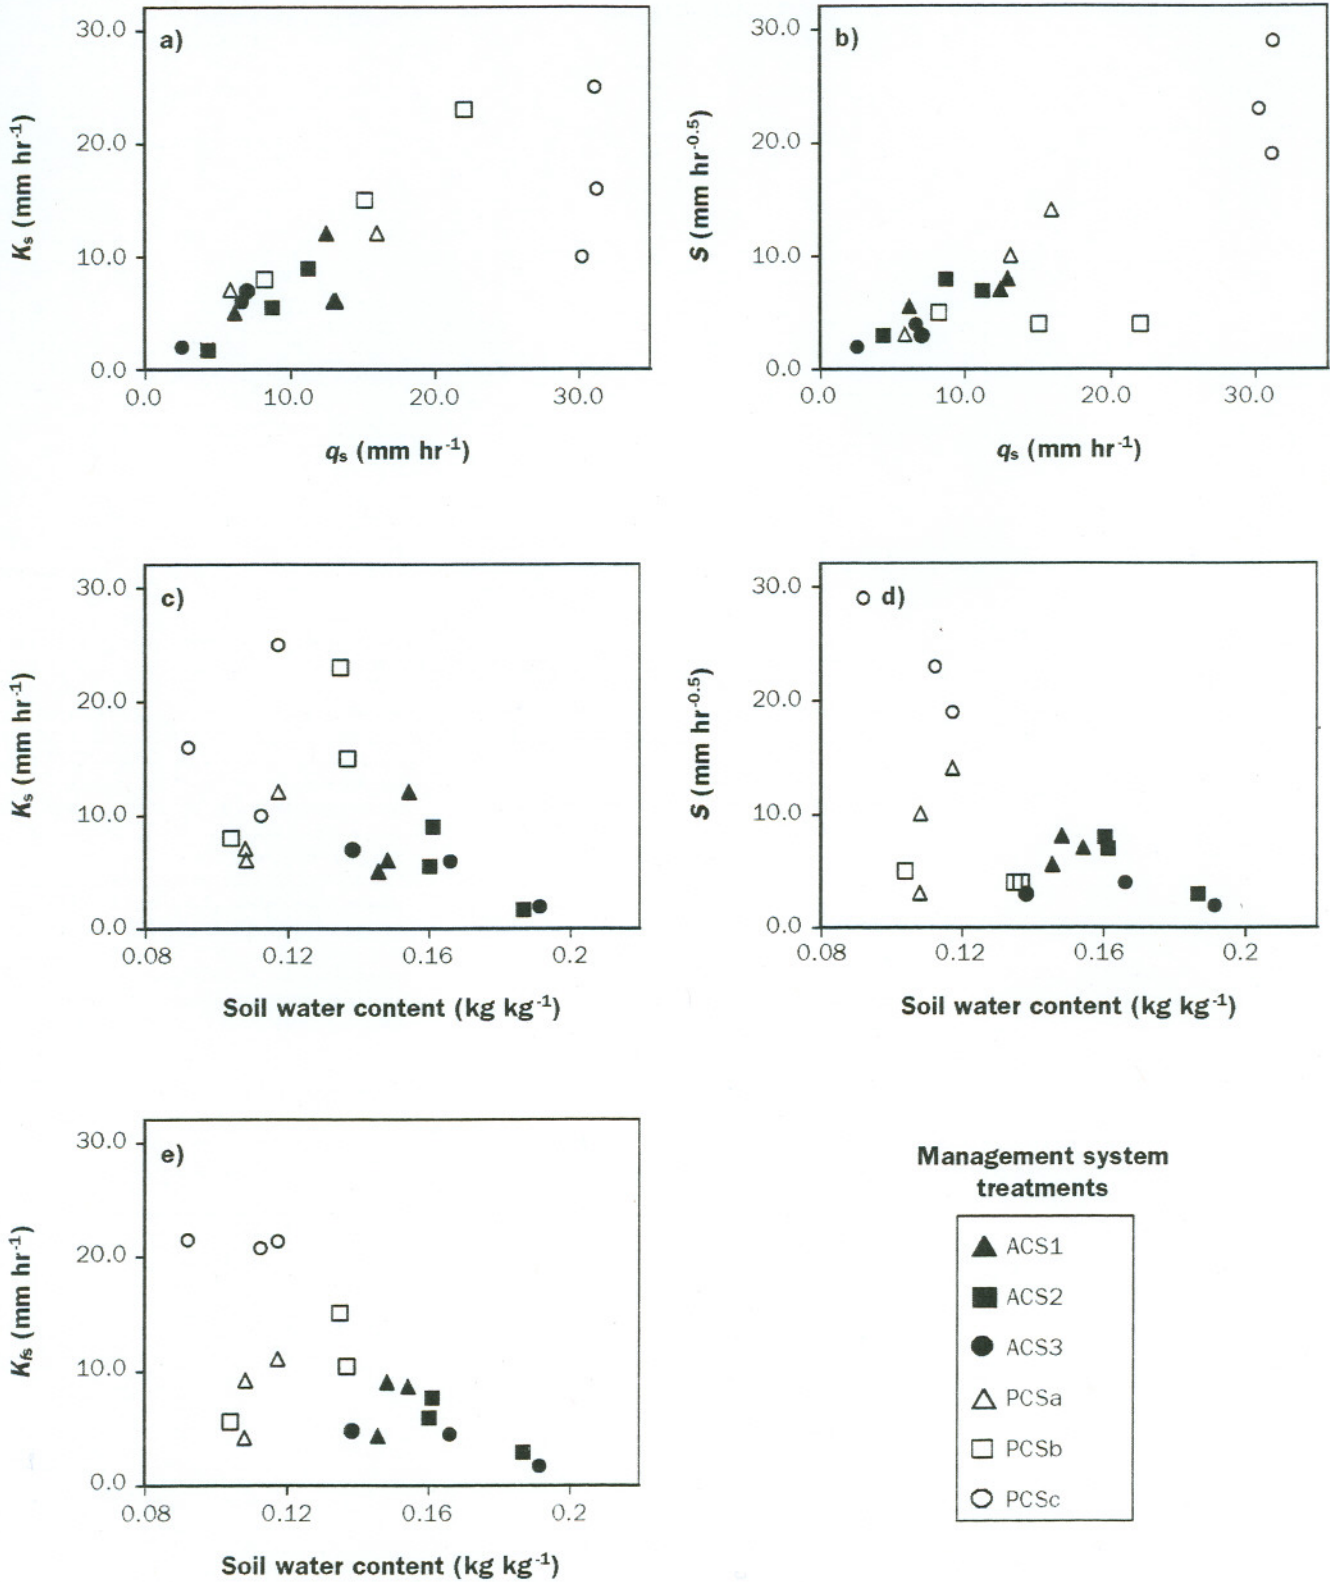 a)
30.0
20.0
10.0
0.0
Ks (mm hr-1)
0.0 10.0 20.0 30.0
qs (mm hr-1)
b)
30.0
20.0
10.0
0.0
S (mm hr-0.5)
0.0 10.0 20.0 30.0
qs (mm hr-1)
c)
30.0
20.0
10.0
0.0
Ks (mm hr-1)
0.08 0.12 0.16 0.2
Soil water content (kg kg-1)
d)
30.0
20.0
10.0
0.0
S (mm hr-0.5)
0.08 0.12 0.16 0.2
Soil water content (kg kg-1)
e)
30.0
20.0
10.0
0.0
Kfs (mm hr-1)
0.08 0.12 0.16 0.2
Soil water content (kg kg-1)
Management system
treatments
ACS1
ACS2
ACS3
PCSa
PCSb
PCSc